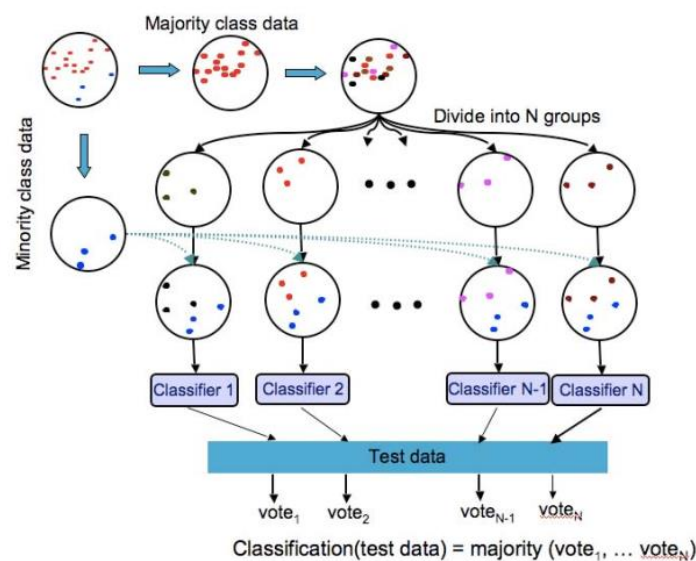 Majority class data
Divide into N groups
Minority class data
Classifier 1
Classifier 2
Classifier N-1
Classifier N
Test data
vote1
vote2
voteN-1
voteN
Classification(test data) = majority (vote1, ... voteN)